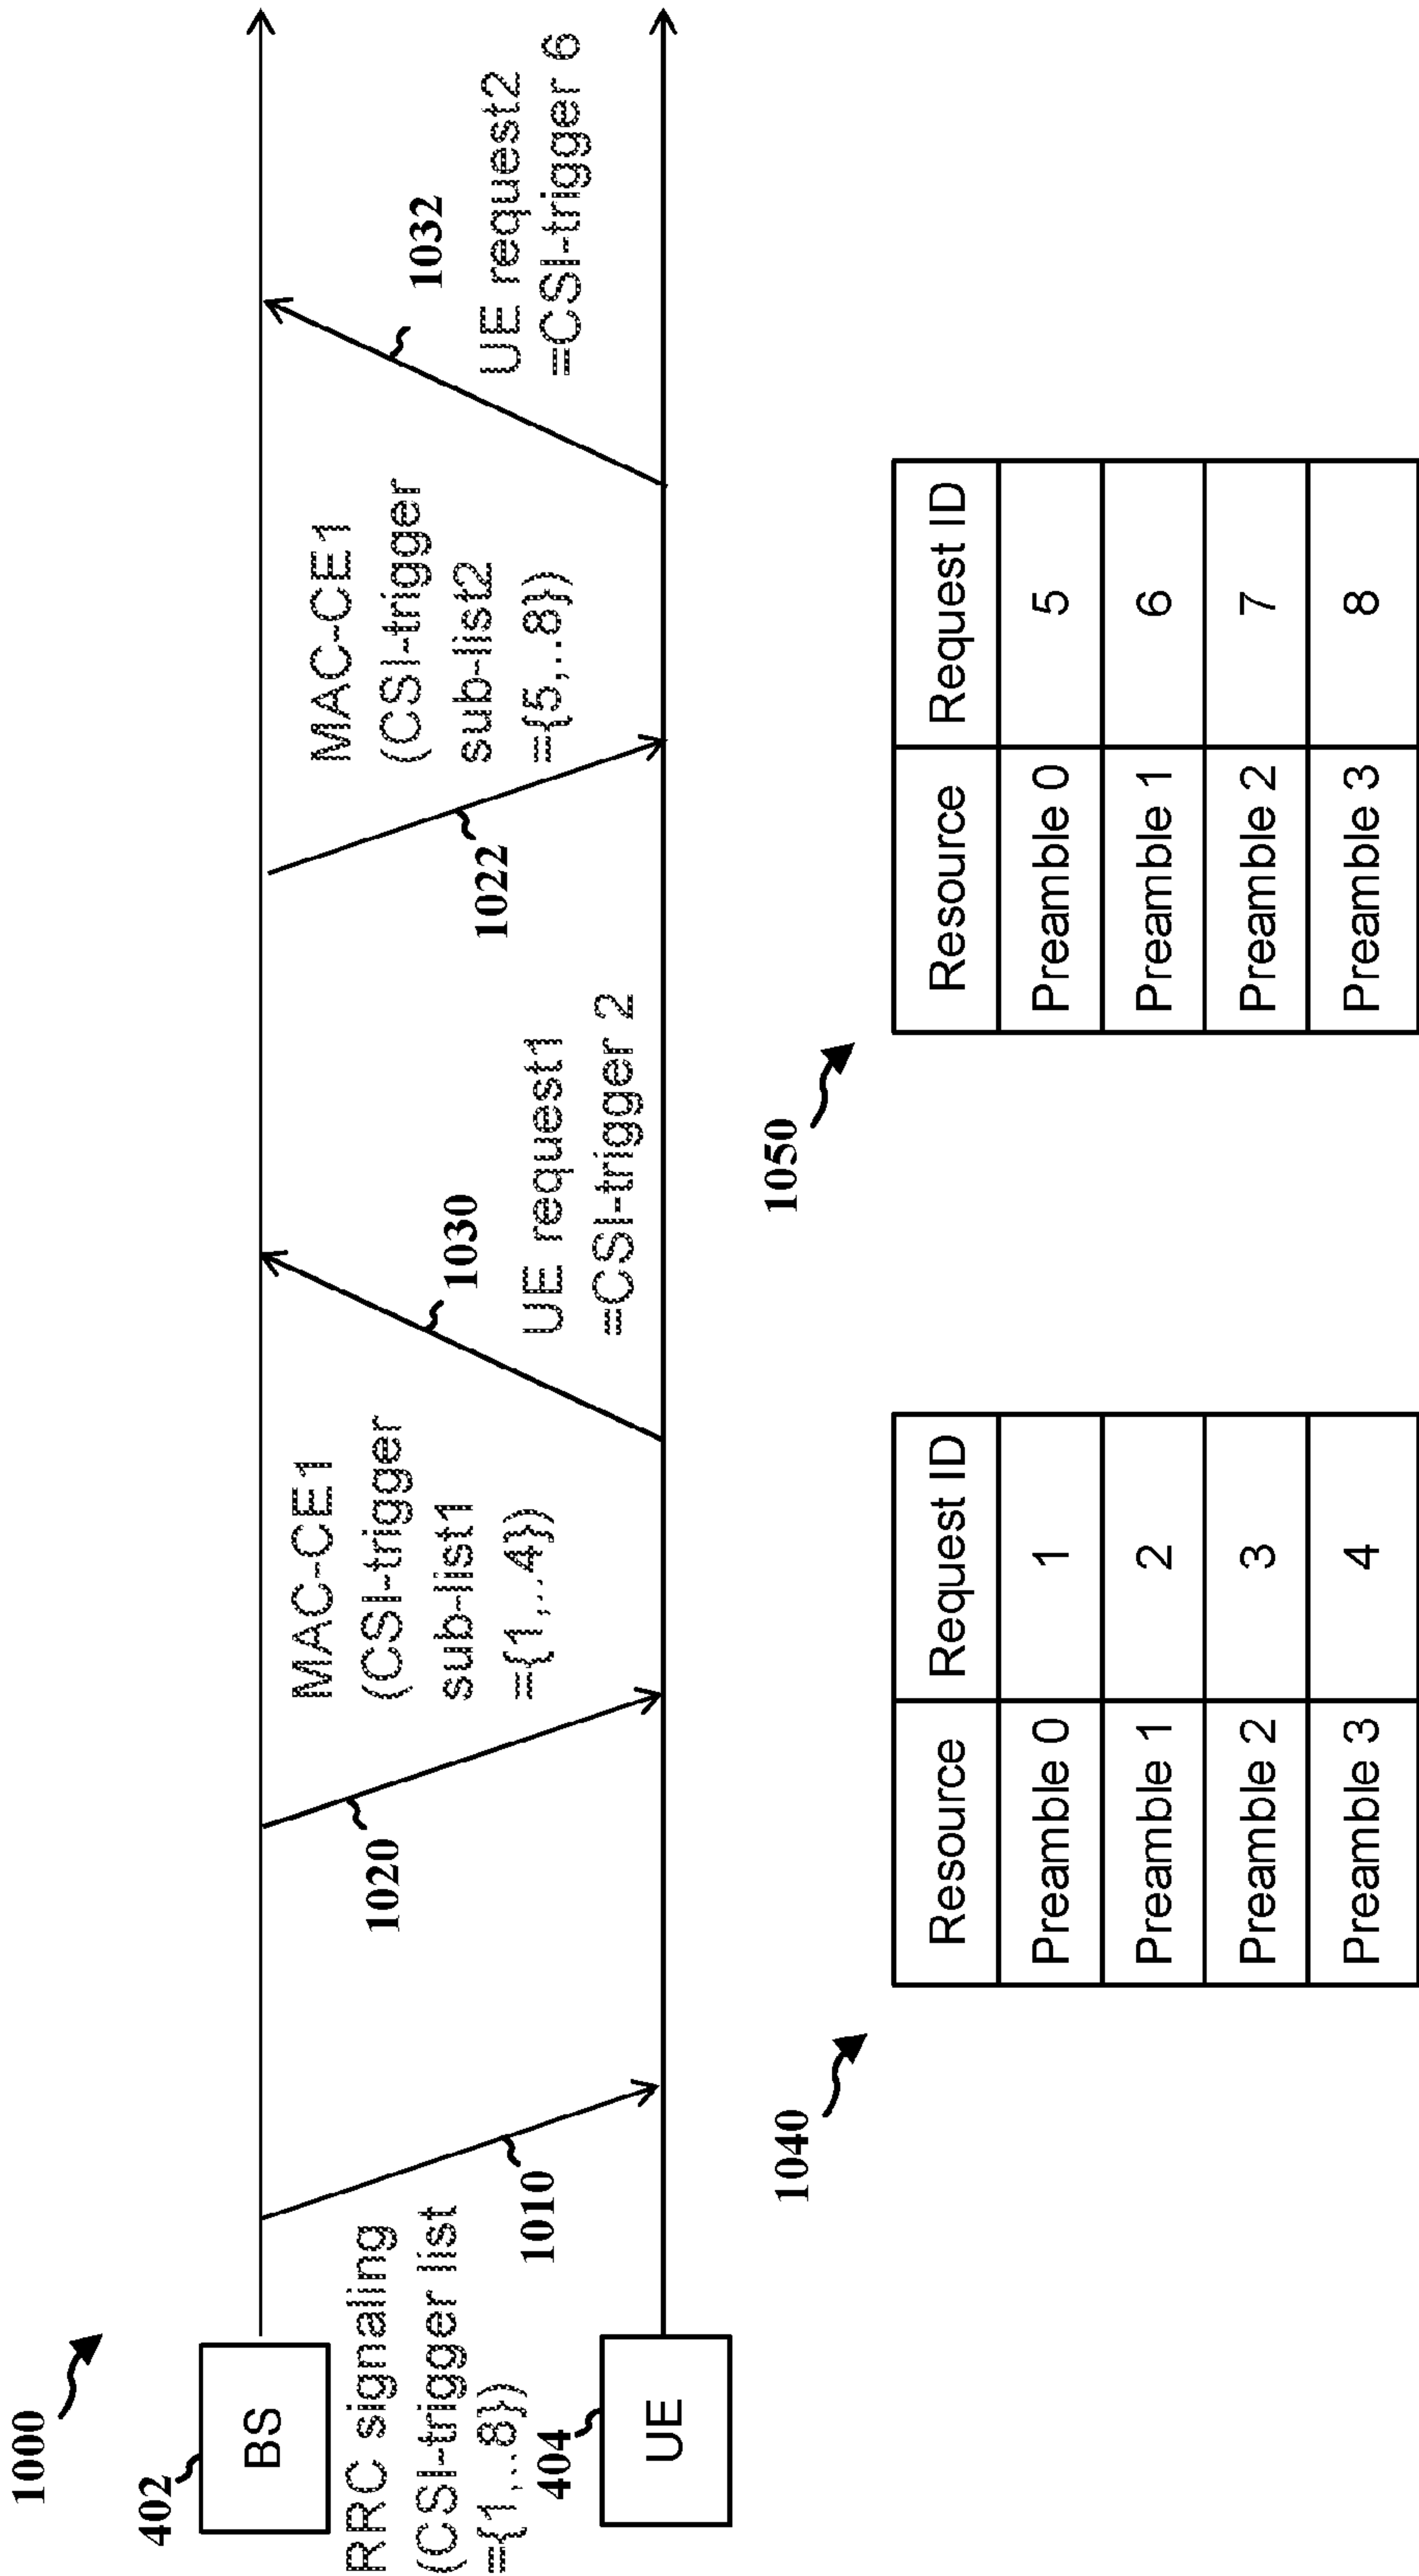 1000
402
BS
RRC signaling
(CSI-trigger list
={1,..8})
404
UE
1010
1020
MAC-CE1
(CSI-trigger
sub-list1
={1,..4})
1030
UE request1
=CSI-trigger 2
1022
MAC-CE1
(CSI-trigger
sub-list2
={5,..8})
1032
UE request2
=CSI-trigger 6
1040
Resource Request ID
Preamble 0 1
Preamble 1 2
Preamble 2 3
Preamble 3 4
1050
Resource Request ID
Preamble 0 5
Preamble 1 6
Preamble 2 7
Preamble 3 8